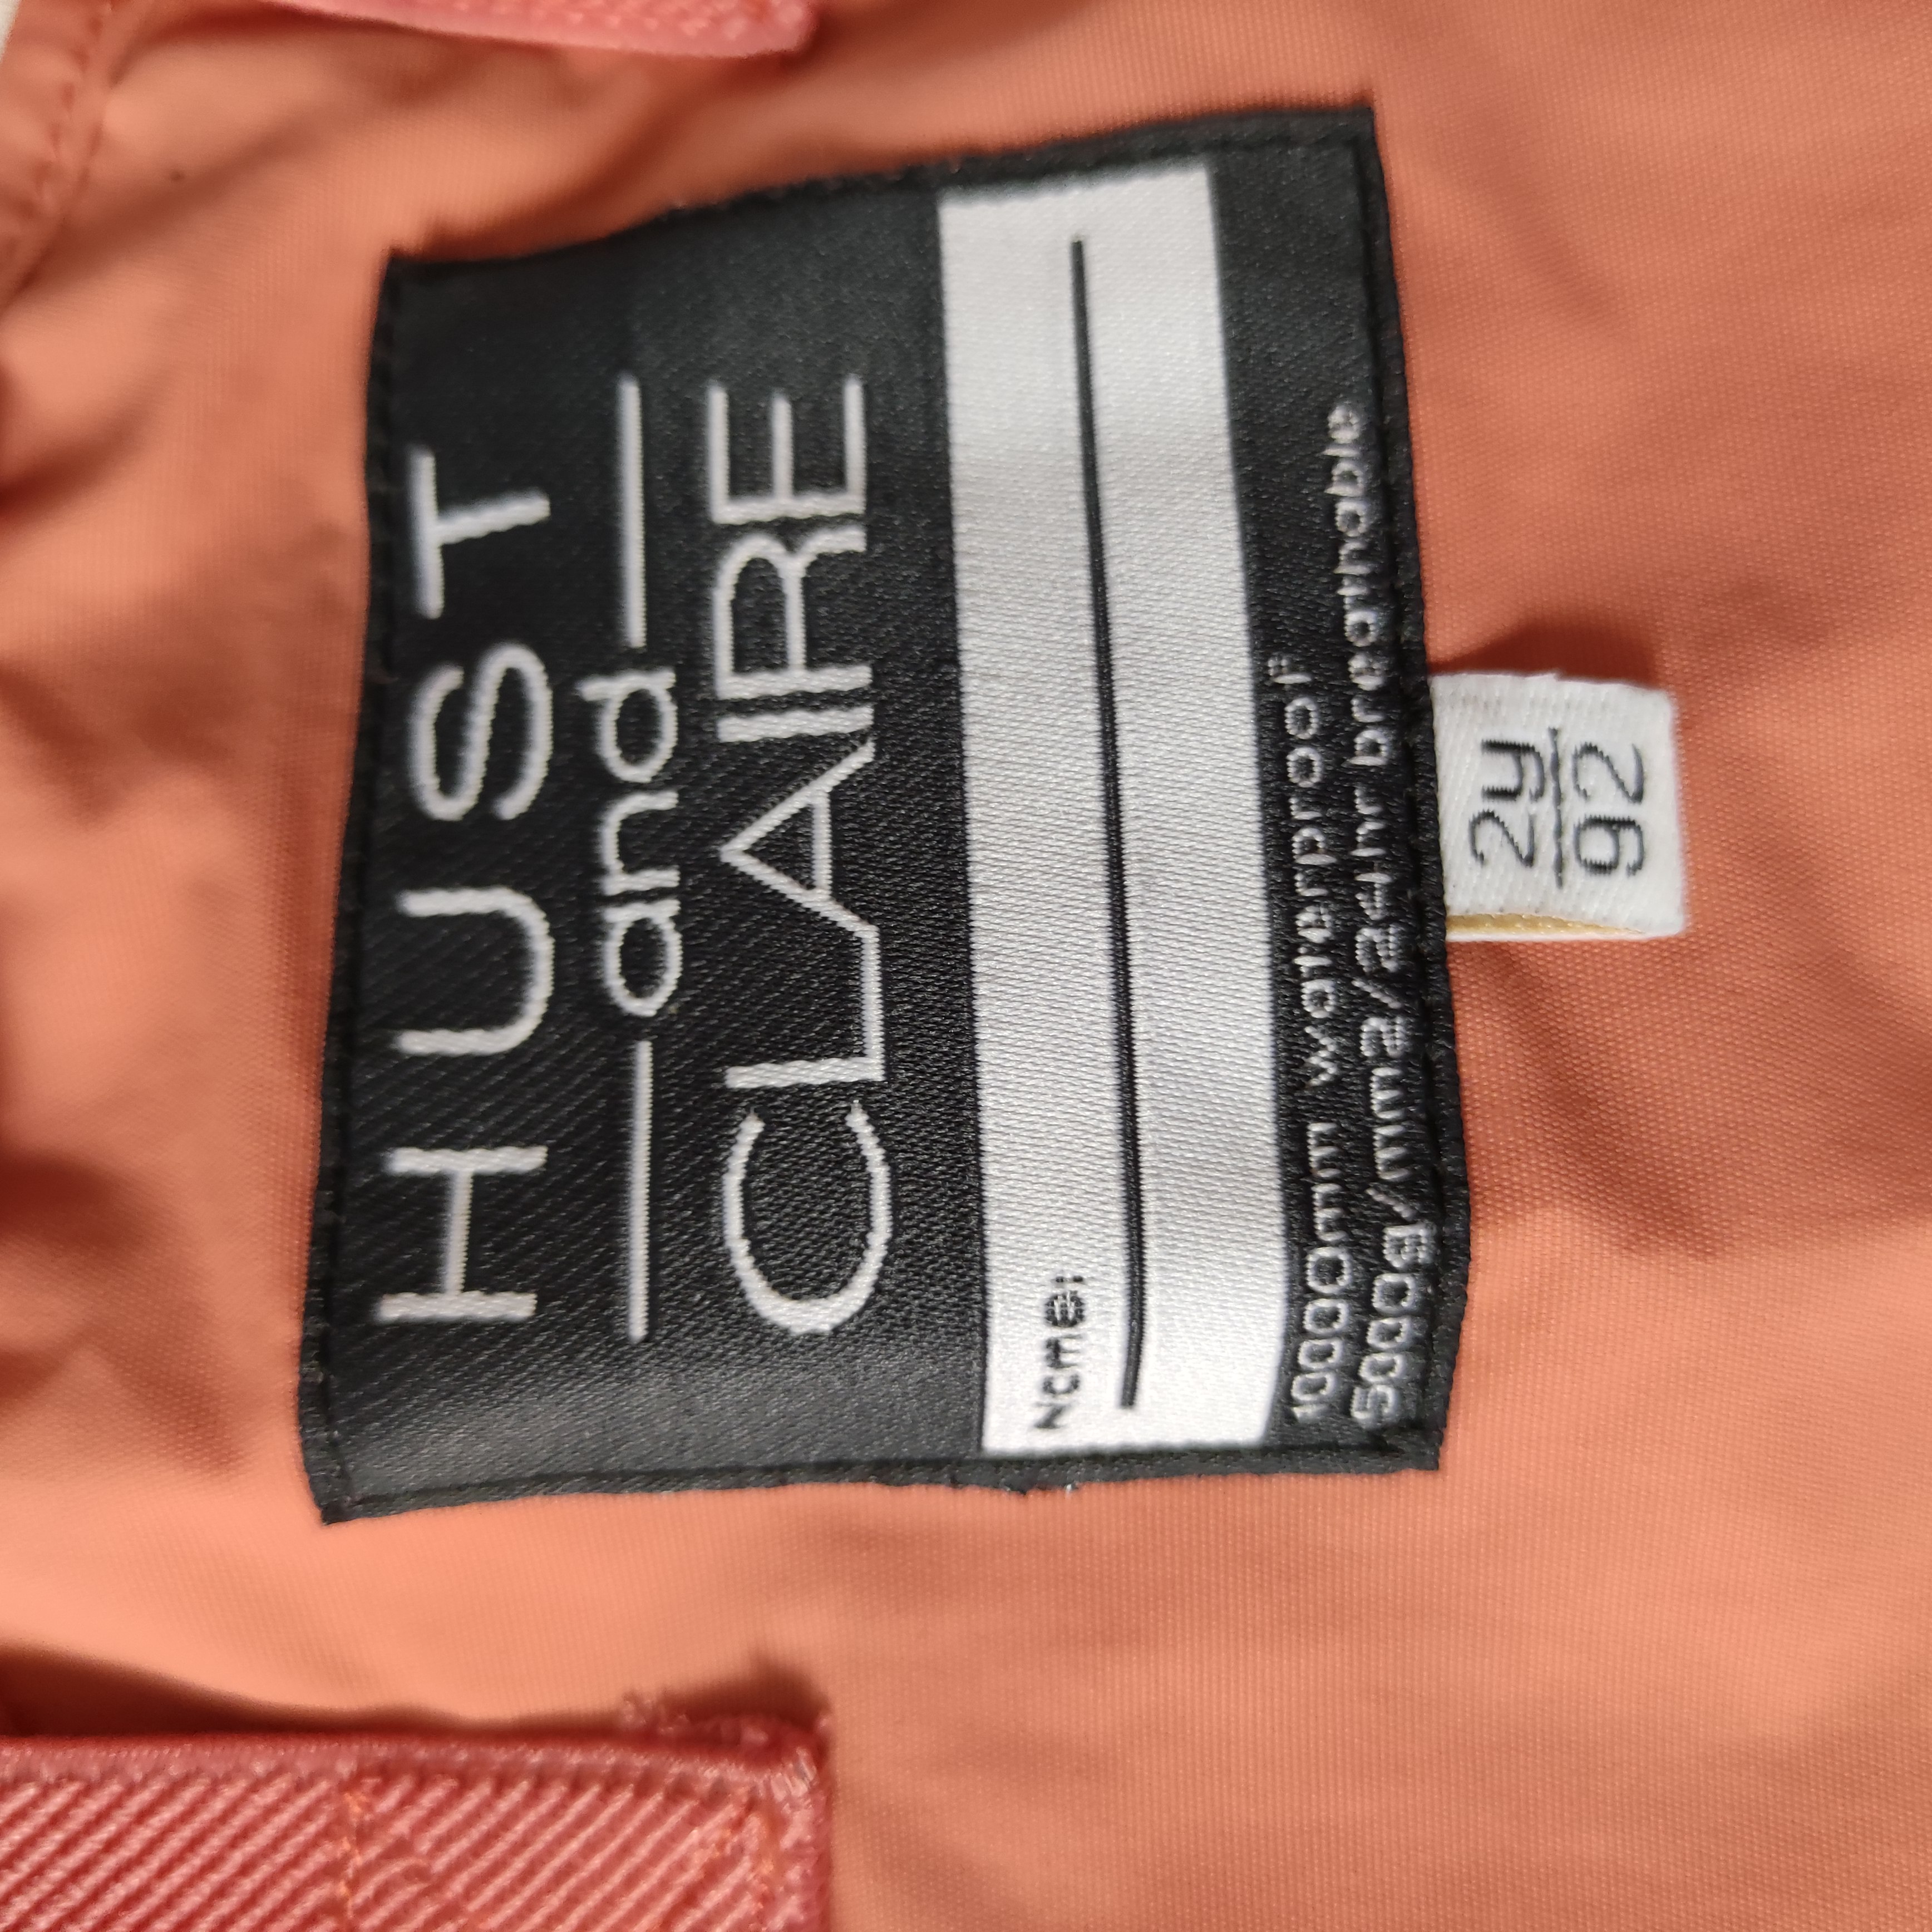 HUST
and
CLAIRE
Name:
10000mm waterproof
5000g/mm2/24hr breathable
2y
92